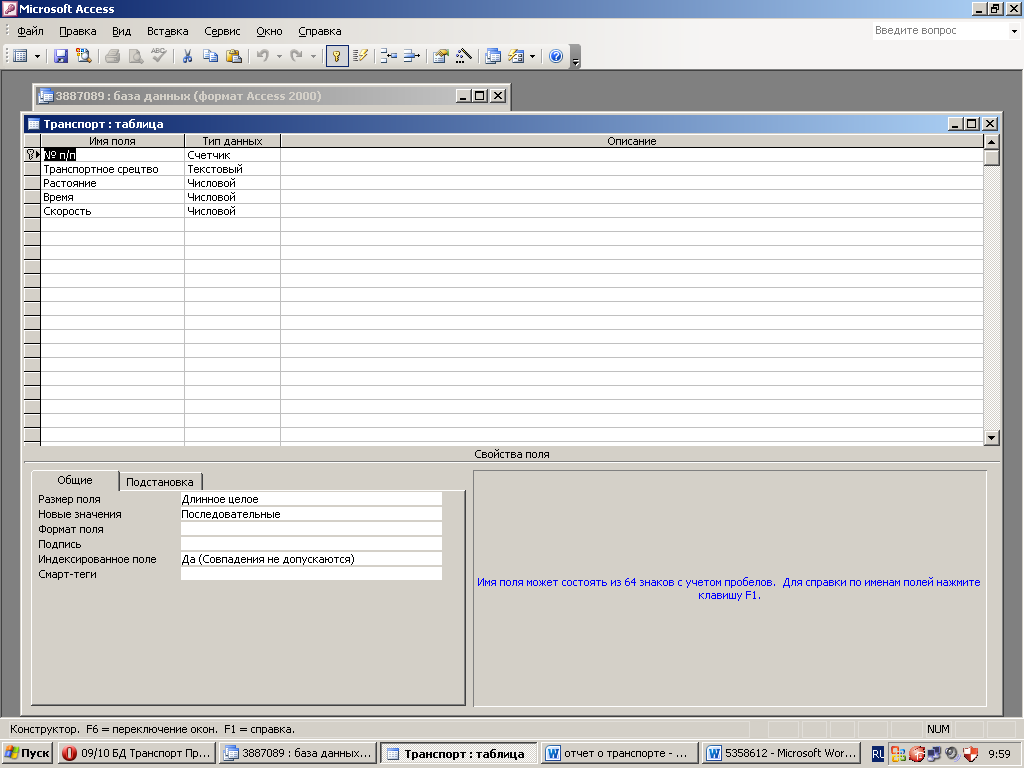 Microsoft Access
Файл Правка Вид Вставка Сервис Окно Справка Введите вопрос
3887089 : база данных (формат Access 2000)
Транспорт : таблица
Имя поля Тип данных Описание
№ п/п Счетчик
Транспортное срецтво Текстовый
Растояние Числовой
Время Числовой
Скорость Числовой
Свойства поля
Общие Подстановка
Размер поля Длинное целое
Новые значения Последовательные
Формат поля
Подпись
Индексированное поле Да (Совпадения не допускаются)
Смарт-теги
Имя поля может состоять из 64 знаков с учетом пробелов. Для справки по именам полей нажмите
клавишу F1.
Конструктор. F6 = переключение окон. F1 = справка. NUM
Пуск 09/10 БД Транспорт Пр... 3887089 : база данных... Транспорт : таблица отчет о транспорте - ... 5358612 - Microsoft Wor... RL 9:59